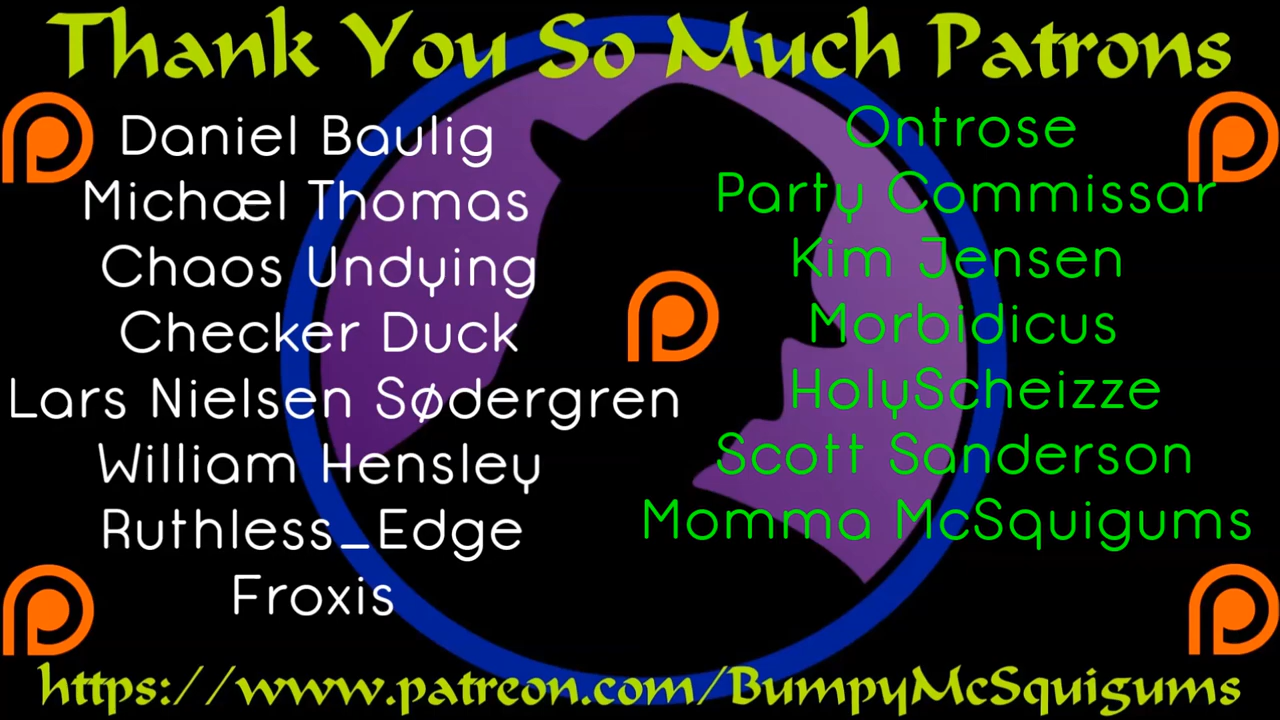 Thank You So Much Patrons
Daniel Baulig
Michael Thomas
Chaos Undying
Checker Duck
Lars Nielsen Sødergren
William Hensley
Ruthless_Edge
Froxis
Ontrose
Party Commissar
Kim Jensen
Morbidicus
HolyScheizze
Scott Sanderson
Momma McSquigums
https://www.patreon.com/BumpyMcSquigums